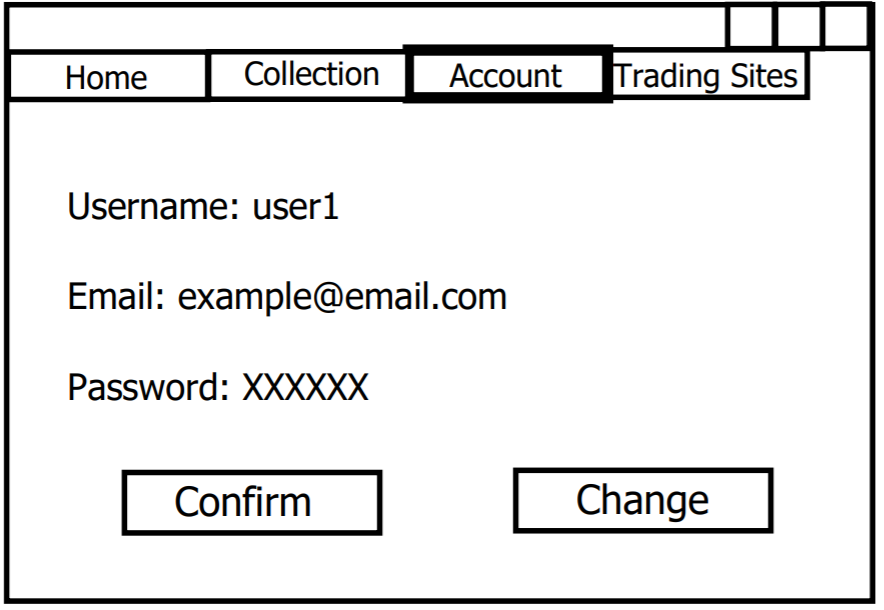 Home Collection Account Trading Sites
Username: user1
Email: example@email.com
Password: XXXXXX
Confirm Change